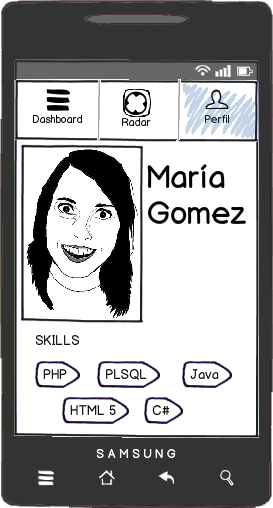 Dashboard Radar Perfil
María
Gomez
SKILLS
PHP PLSQL Java
HTML 5 C#
SAMSUNG